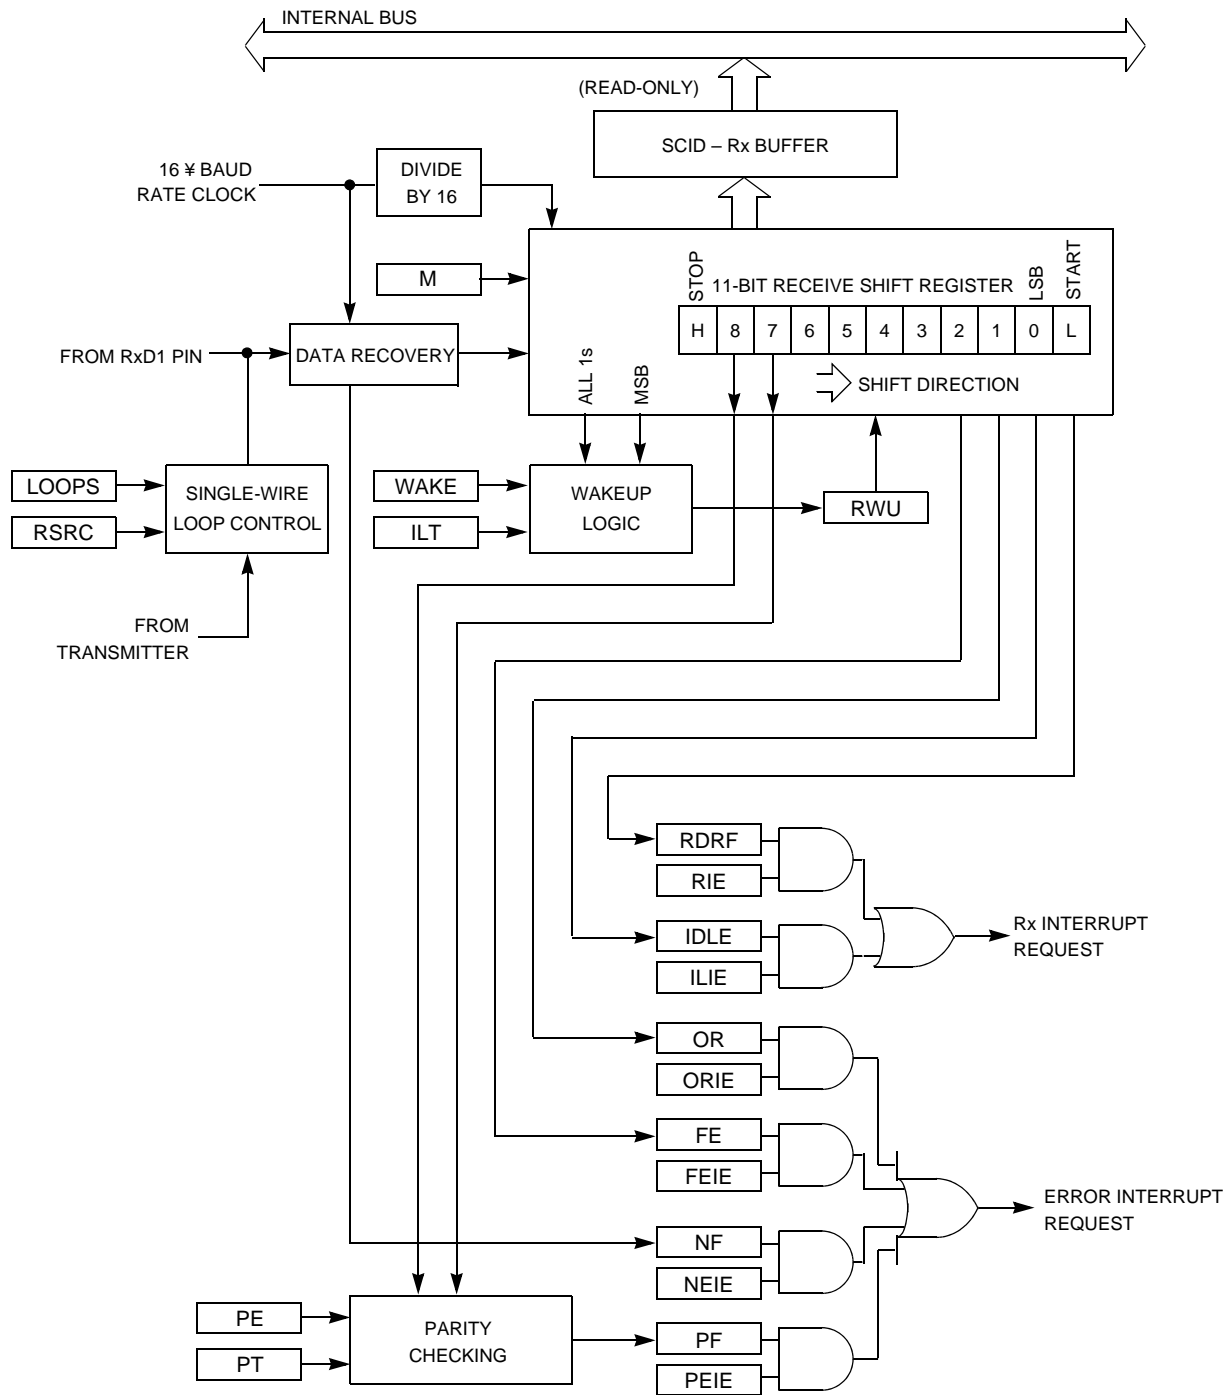 INTERNAL BUS
(READ-ONLY)
SCID – Rx BUFFER
16 ¥ BAUD
RATE CLOCK
DIVIDE
BY 16
M
STOP
11-BIT RECEIVE SHIFT REGISTER
LSB
START
H 8 7 6 5 4 3 2 1 0 L
FROM RxD1 PIN
DATA RECOVERY
ALL 1s
MSB
SHIFT DIRECTION
LOOPS
RSRC
SINGLE-WIRE
LOOP CONTROL
WAKE
ILT
WAKEUP
LOGIC
RWU
FROM
TRANSMITTER
RDRF
RIE
IDLE
ILIE
Rx INTERRUPT
REQUEST
OR
ORIE
FE
FEIE
ERROR INTERRUPT
REQUEST
NF
NEIE
PE
PT
PARITY
CHECKING
PF
PEIE